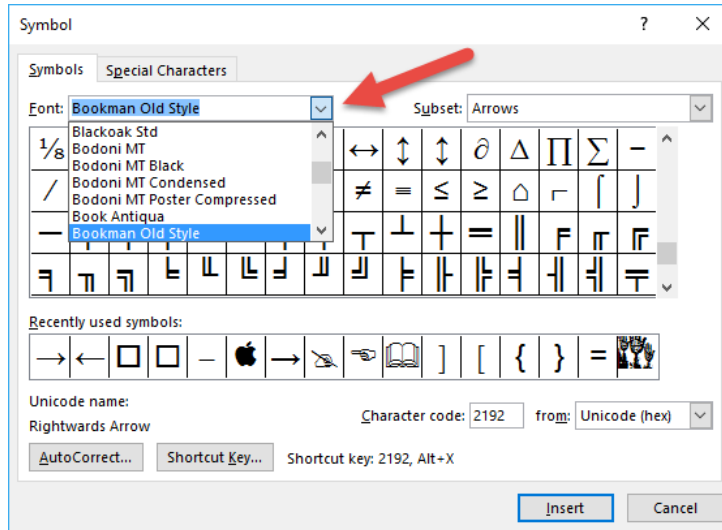 Symbol ? ×
Symbols Special Characters
Font: Bookman Old Style Subset: Arrows
Blackoak Std
Bodoni MT
Bodoni MT Black
Bodoni MT Condensed
Bodoni MT Poster Compressed
Book Antiqua
Bookman Old Style
⅛ ↔ ↕ ↨ ∂ ∆ ∏ ∑ −
∕ ≠ ≡ ≤ ≥ ⌂ ⌐ ⌠ ⌡
─ ┬ ┴ ┼ ═ ║ ╒ ╓ ╔
╕ ╖ ╗ ╘ ╙ ╚ ╛ ╜ ╝ ╞ ╟ ╠ ╡ ╢ ╣ ╤
Recently used symbols:
→ ← □ □ – → ] [ { } =
Unicode name:
Rightwards Arrow
Character code: 2192 from: Unicode (hex)
AutoCorrect... Shortcut Key... Shortcut key: 2192, Alt+X
Insert Cancel